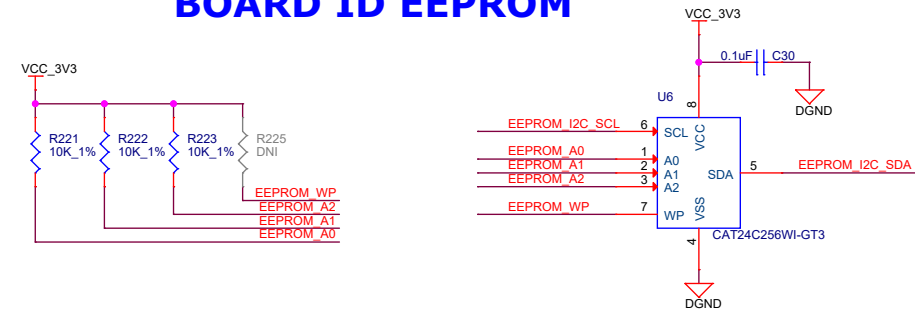 BOARD ID EEPROM
VCC_3V3
R221
10K_1%
R222
10K_1%
R223
10K_1%
R225
DNI
EEPROM_WP
EEPROM_A2
EEPROM_A1
EEPROM_A0
VCC_3V3
0.1uF
C30
DGND
U6
8
VCC
EEPROM_I2C_SCL
6
SCL
EEPROM_A0
1
A0
EEPROM_A1
2
A1
EEPROM_A2
3
A2
SDA
5
EEPROM_I2C_SDA
EEPROM_WP
7
WP
VSS
4
CAT24C256WI-GT3
DGND